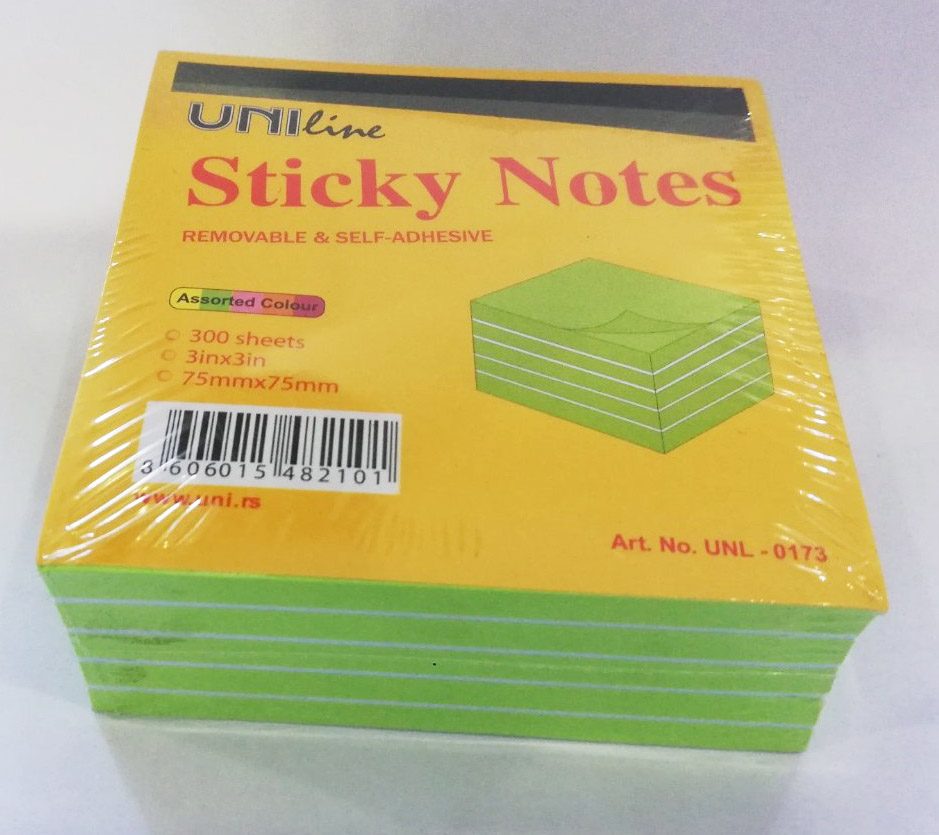 UNIline
Sticky Notes
REMOVABLE & SELF-ADHESIVE
Assorted Colour
300 sheets
3inx3in
75mmx75mm
3 606015 482101
www.uni.rs
Art. No. UNL - 0173